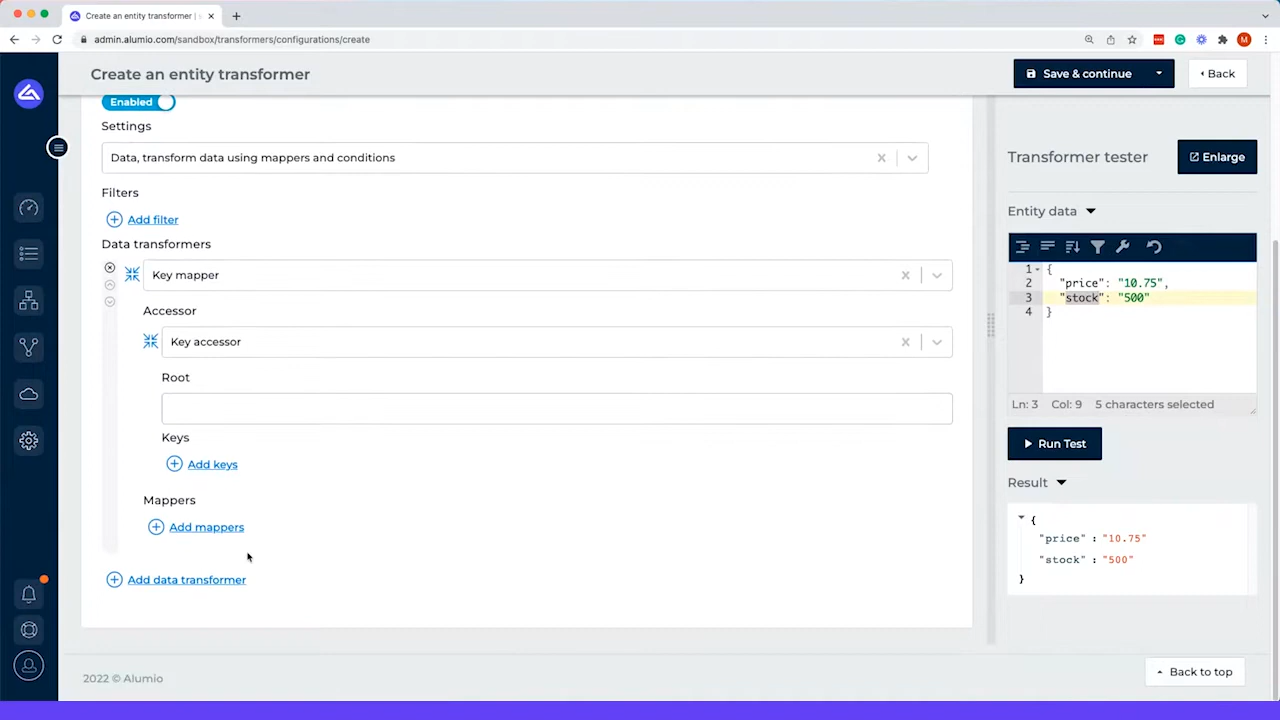 Create an entity transformer |
admin.alumio.com/sandbox/transformers/configurations/create
M
Create an entity transformer
Save & continue
Back
Enabled
Settings
Data, transform data using mappers and conditions
Filters
Add filter
Data transformers
Key mapper
Accessor
Key accessor
Root
Keys
Add keys
Mappers
Add mappers
Add data transformer
Transformer tester
Enlarge
Entity data
1 {
2 "price": "10.75",
3 "stock": "500"
4 }
Ln: 3 Col: 9 5 characters selected
Run Test
Result
{
"price" : "10.75"
"stock" : "500"
}
2022 © Alumio
Back to top